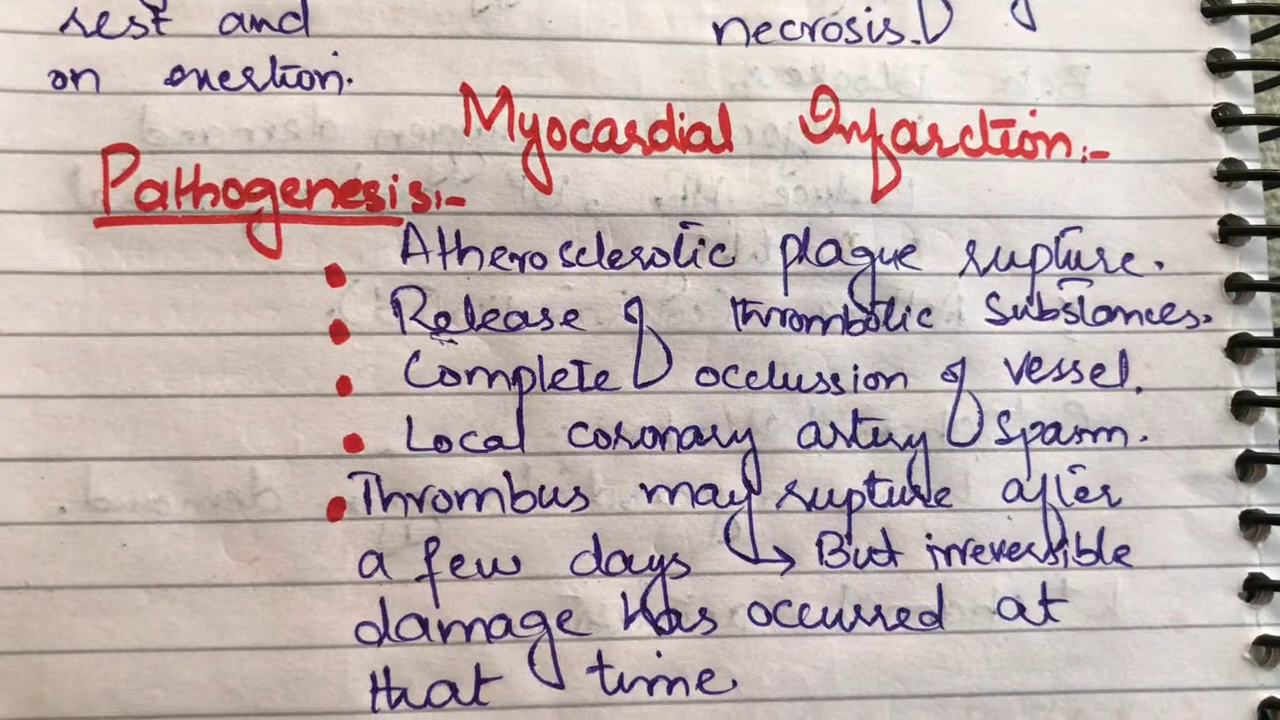 rest and necrosis.
on exertion.
Myocardial Infarction:-
Pathogenesis:-
Atherosclerotic plague rupture.
Release of thrombotic substances.
Complete occlussion of vessel.
Local coronary artery spasm.
Thrombus may rupture after
a few days → But irreversible
damage has occurred at
that time